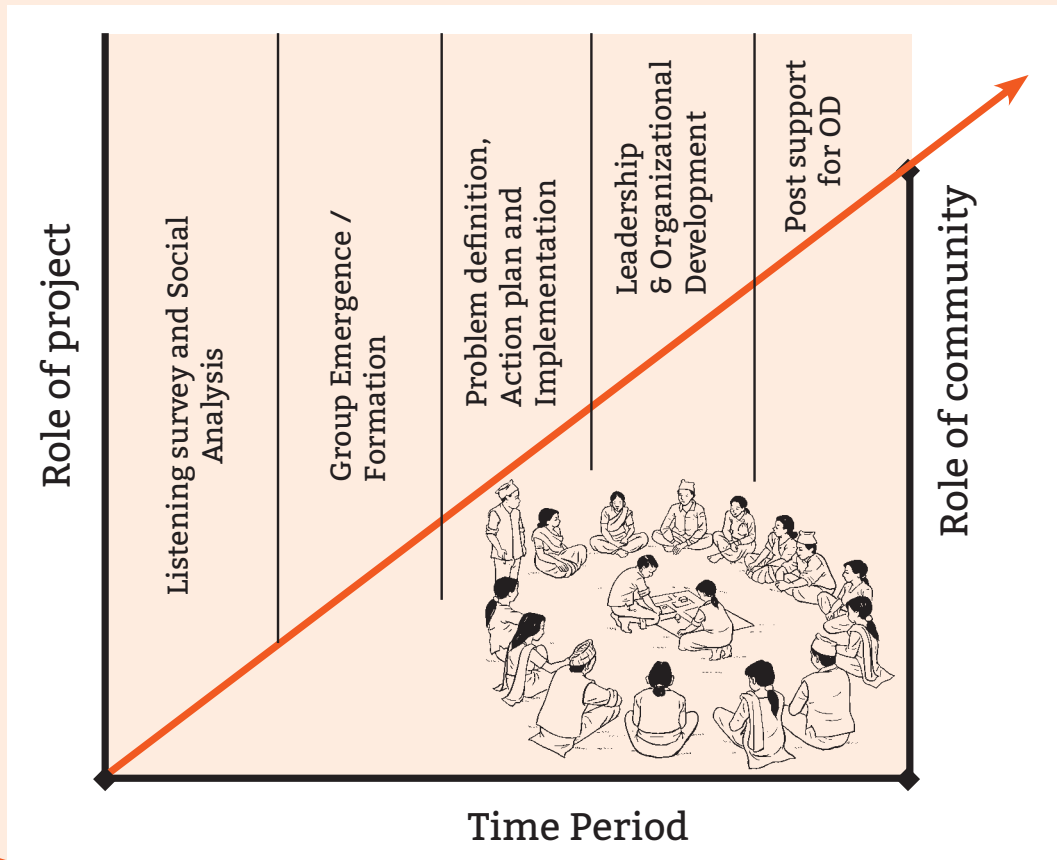 Role of project
Listening survey and Social
Analysis
Group Emergence /
Formation
Problem definition,
Action plan and
Implementation
Leadership
& Organizational
Development
Post support
for OD
Role of community
Time Period